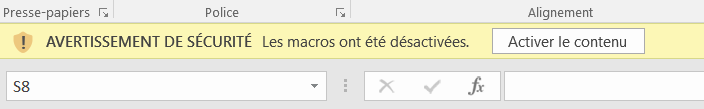 Presse-papiers Police Alignement
AVERTISSEMENT DE SÉCURITÉ Les macros ont été désactivées. Activer le contenu
S8 fx